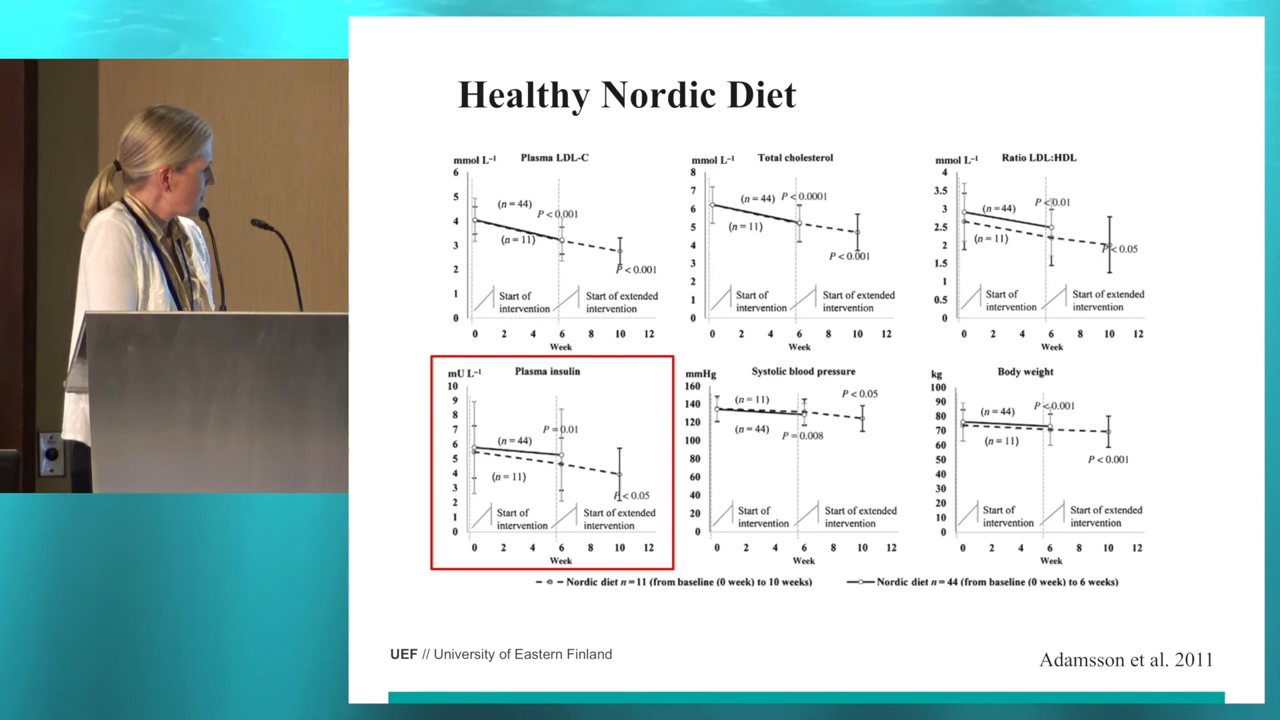 Healthy Nordic Diet
mmol L⁻¹ Plasma LDL-C
6
5
4
3
2
1
0
(n = 44)
P < 0.001
(n = 11)
P < 0.001
Start of intervention
Start of extended intervention
0 2 4 6 8 10 12
Week
mmol L⁻¹ Total cholesterol
8
7
6
5
4
3
2
1
0
(n = 44) P < 0.0001
(n = 11)
P < 0.001
Start of intervention
Start of extended intervention
0 2 4 6 8 10 12
Week
mmol L⁻¹ Ratio LDL:HDL
4
3.5
3
2.5
2
1.5
1
0.5
0
(n = 44) P < 0.01
(n = 11)
P < 0.05
Start of intervention
Start of extended intervention
0 2 4 6 8 10 12
Week
mU L⁻¹ Plasma insulin
10
9
8
7
6
5
4
3
2
1
0
P = 0.01
(n = 44)
(n = 11)
P < 0.05
Start of intervention
Start of extended intervention
0 2 4 6 8 10 12
Week
mmHg Systolic blood pressure
160
140
120
100
80
60
40
20
0
P < 0.05
(n = 11)
(n = 44)
P = 0.008
Start of intervention
Start of extended intervention
0 2 4 6 8 10 12
Week
kg Body weight
100
90
80
70
60
50
40
30
20
10
0
P < 0.001
(n = 44)
(n = 11)
P < 0.001
Start of intervention
Start of extended intervention
0 2 4 6 8 10 12
Week
Nordic diet n = 11 (from baseline (0 week) to 10 weeks)
Nordic diet n = 44 (from baseline (0 week) to 6 weeks)
UEF // University of Eastern Finland
Adamsson et al. 2011